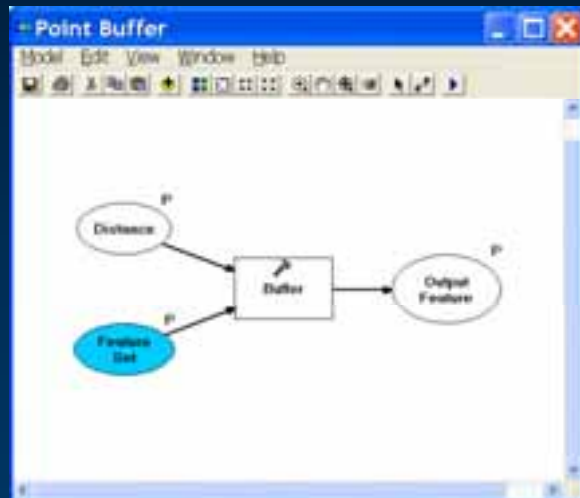 Point Buffer
Model Edit View Window Help
P
Distance
P
Buffer
Output
Feature
P
Feature
Set